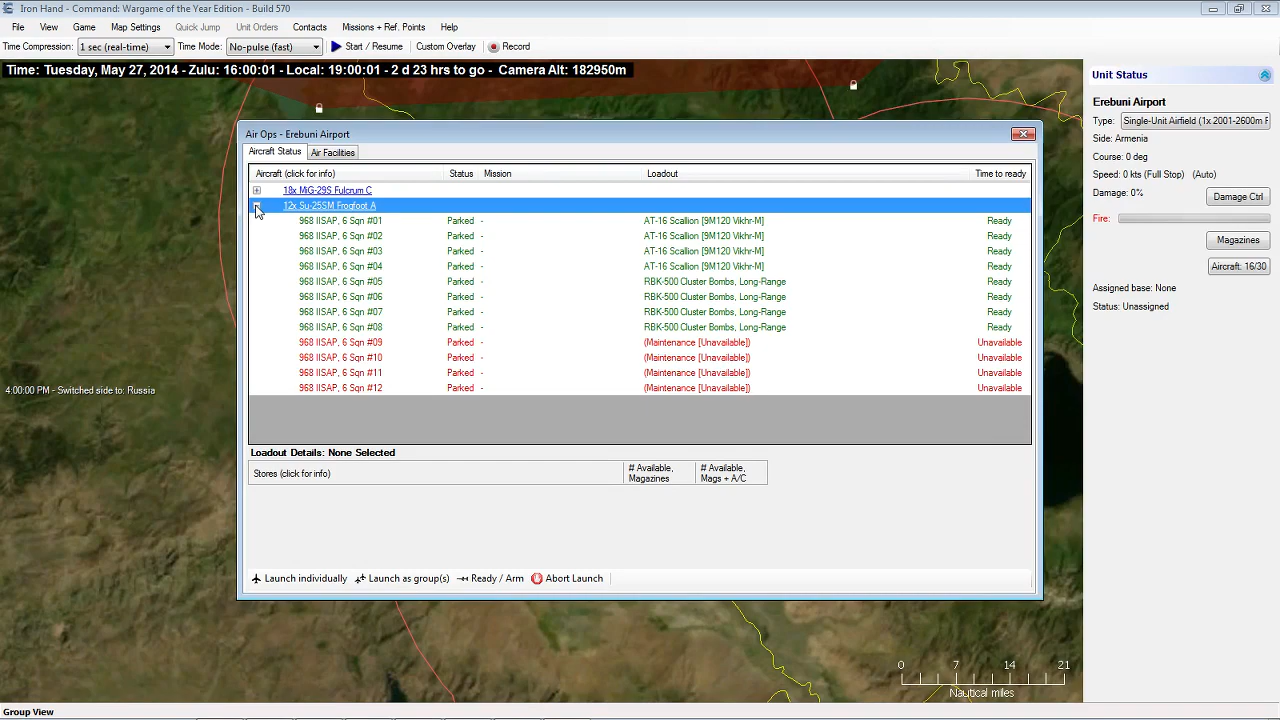 Iron Hand - Command: Wargame of the Year Edition - Build 570
File View Game Map Settings Quick Jump Unit Orders Contacts Missions + Ref. Points Help
Time Compression: 1 sec (real-time) Time Mode: No-pulse (fast) Start / Resume Custom Overlay Record
Time: Tuesday, May 27, 2014 - Zulu: 16:00:01 - Local: 19:00:01 - 2 d 23 hrs to go - Camera Alt: 182950m
4:00:00 PM - Switched side to: Russia
Air Ops - Erebuni Airport
Aircraft Status Air Facilities
Aircraft (click for info) Status Mission Loadout Time to ready
18x MiG-29S Fulcrum C
12x Su-25SM Frogfoot A
968 IISAP, 6 Sqn #01 Parked - AT-16 Scallion [9M120 Vikhr-M] Ready
968 IISAP, 6 Sqn #02 Parked - AT-16 Scallion [9M120 Vikhr-M] Ready
968 IISAP, 6 Sqn #03 Parked - AT-16 Scallion [9M120 Vikhr-M] Ready
968 IISAP, 6 Sqn #04 Parked - AT-16 Scallion [9M120 Vikhr-M] Ready
968 IISAP, 6 Sqn #05 Parked - RBK-500 Cluster Bombs, Long-Range Ready
968 IISAP, 6 Sqn #06 Parked - RBK-500 Cluster Bombs, Long-Range Ready
968 IISAP, 6 Sqn #07 Parked - RBK-500 Cluster Bombs, Long-Range Ready
968 IISAP, 6 Sqn #08 Parked - RBK-500 Cluster Bombs, Long-Range Ready
968 IISAP, 6 Sqn #09 Parked - (Maintenance [Unavailable]) Unavailable
968 IISAP, 6 Sqn #10 Parked - (Maintenance [Unavailable]) Unavailable
968 IISAP, 6 Sqn #11 Parked - (Maintenance [Unavailable]) Unavailable
968 IISAP, 6 Sqn #12 Parked - (Maintenance [Unavailable]) Unavailable
Loadout Details: None Selected
Stores (click for info)
# Available, Magazines
# Available, Mags + A/C
Launch individually Launch as group(s) Ready / Arm Abort Launch
Unit Status
Erebuni Airport
Type: Single-Unit Airfield (1x 2001-2600m
Side: Armenia
Course: 0 deg
Speed: 0 kts (Full Stop) (Auto)
Damage: 0% Damage Ctrl
Fire:
Magazines
Aircraft: 16/30
Assigned base: None
Status: Unassigned
0 7 14 21
Nautical miles
Group View